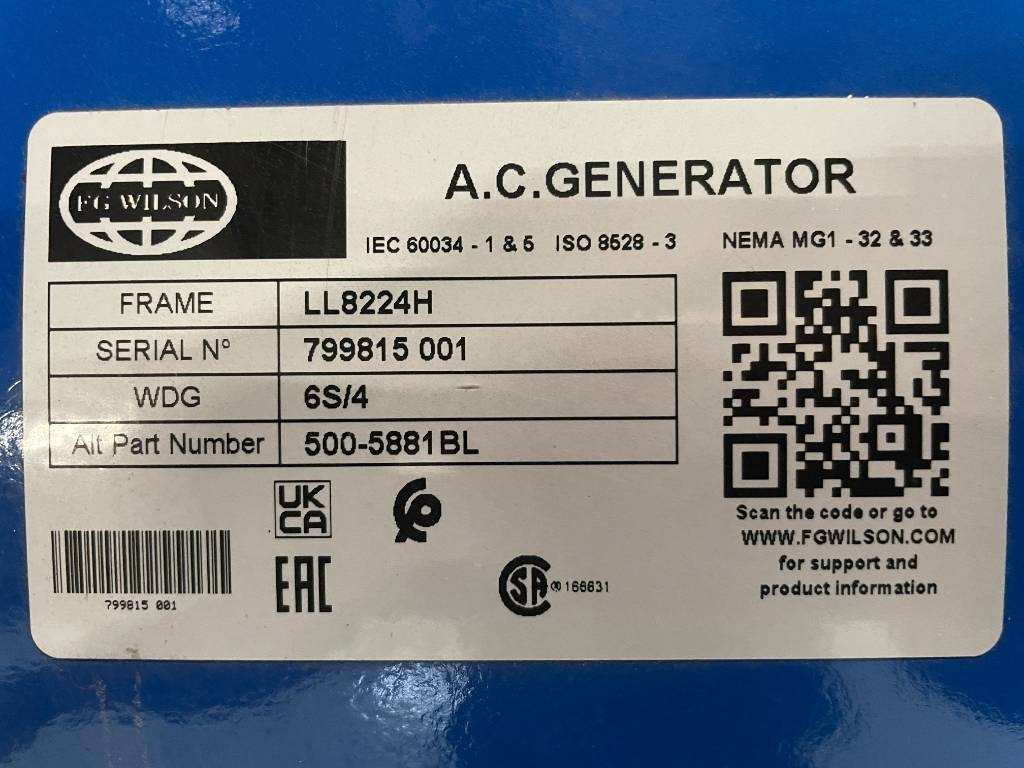 FG WILSON
A.C.GENERATOR
IEC 60034 - 1 & 5 ISO 8528 - 3 NEMA MG1 - 32 & 33
FRAME LL8224H
SERIAL N° 799815 001
WDG 6S/4
Alt Part Number 500-5881BL
UK
CA
EAC
799815 001
SA 166631
Scan the code or go to
WWW.FGWILSON.COM
for support and
product information